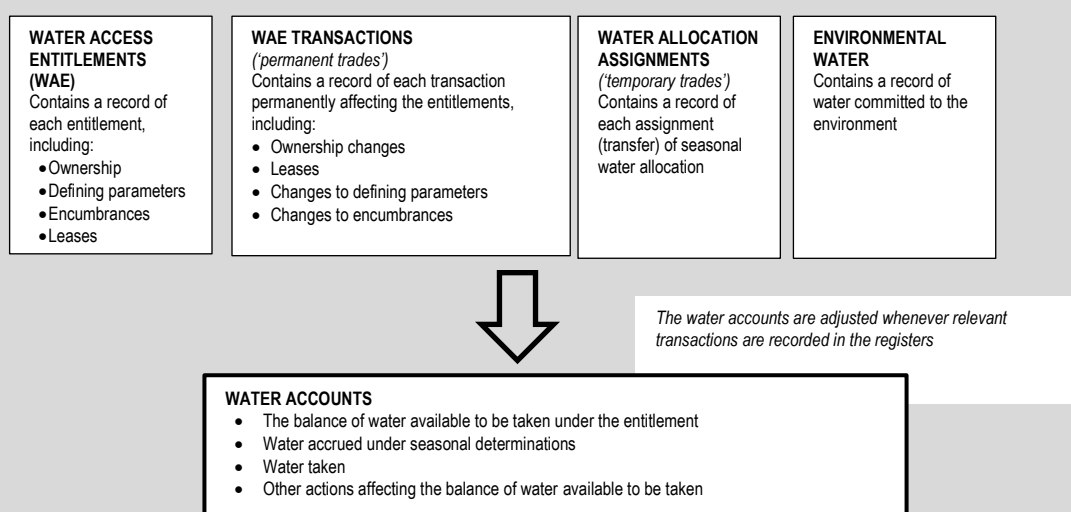 WATER ACCESS
ENTITLEMENTS
(WAE)
Contains a record of
each entitlement,
including:
•Ownership
•Defining parameters
•Encumbrances
•Leases
WAE TRANSACTIONS
(‘permanent trades’)
Contains a record of each transaction
permanently affecting the entitlements,
including:
• Ownership changes
• Leases
• Changes to defining parameters
• Changes to encumbrances
WATER ALLOCATION
ASSIGNMENTS
(‘temporary trades’)
Contains a record of
each assignment
(transfer) of seasonal
water allocation
ENVIRONMENTAL
WATER
Contains a record of
water committed to the
environment
The water accounts are adjusted whenever relevant
transactions are recorded in the registers
WATER ACCOUNTS
• The balance of water available to be taken under the entitlement
• Water accrued under seasonal determinations
• Water taken
• Other actions affecting the balance of water available to be taken